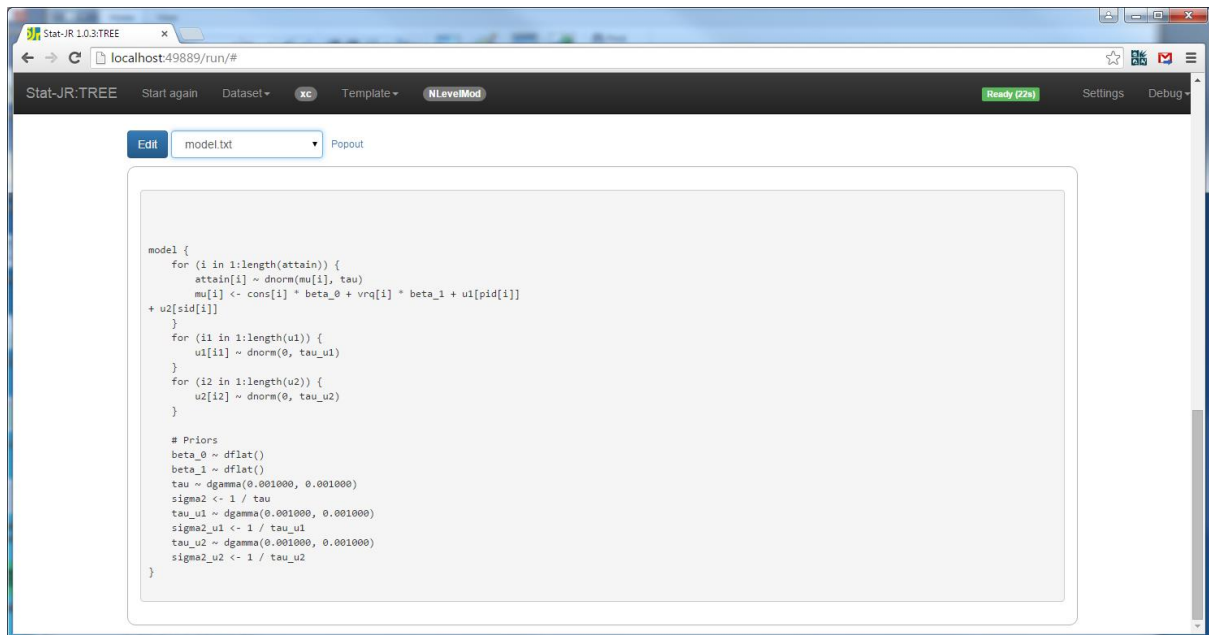 Stat-JR 1.0.3:TREE
localhost:49889/run/#
Stat-JR:TREE Start again Dataset xc Template NLevelMod Ready (22s) Settings Debug
Edit model.txt Popout
model {
    for (i in 1:length(attain)) {
        attain[i] ~ dnorm(mu[i], tau)
        mu[i] <- cons[i] * beta_0 + vrq[i] * beta_1 + u1[pid[i]]
+ u2[sid[i]]
    }
    for (i1 in 1:length(u1)) {
        u1[i1] ~ dnorm(0, tau_u1)
    }
    for (i2 in 1:length(u2)) {
        u2[i2] ~ dnorm(0, tau_u2)
    }
    # Priors
    beta_0 ~ dflat()
    beta_1 ~ dflat()
    tau ~ dgamma(0.001000, 0.001000)
    sigma2 <- 1 / tau
    tau_u1 ~ dgamma(0.001000, 0.001000)
    sigma2_u1 <- 1 / tau_u1
    tau_u2 ~ dgamma(0.001000, 0.001000)
    sigma2_u2 <- 1 / tau_u2
}